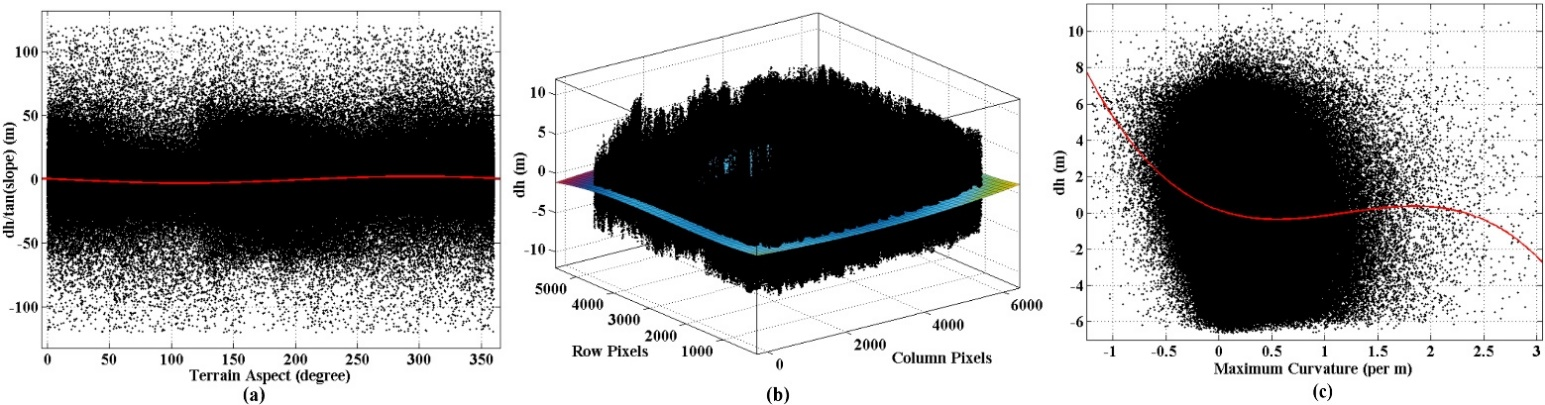 100
50
0
-50
-100
dh/tan(slope) (m)
0 50 100 150 200 250 300 350
Terrain Aspect (degree)
(a)
10
5
0
-5
-10
dh (m)
5000
4000
3000
2000
1000
Row Pixels
0
2000
4000
6000
Column Pixels
(b)
10
8
6
4
2
0
-2
-4
-6
dh (m)
-1 -0.5 0 0.5 1 1.5 2 2.5 3
Maximum Curvature (per m)
(c)